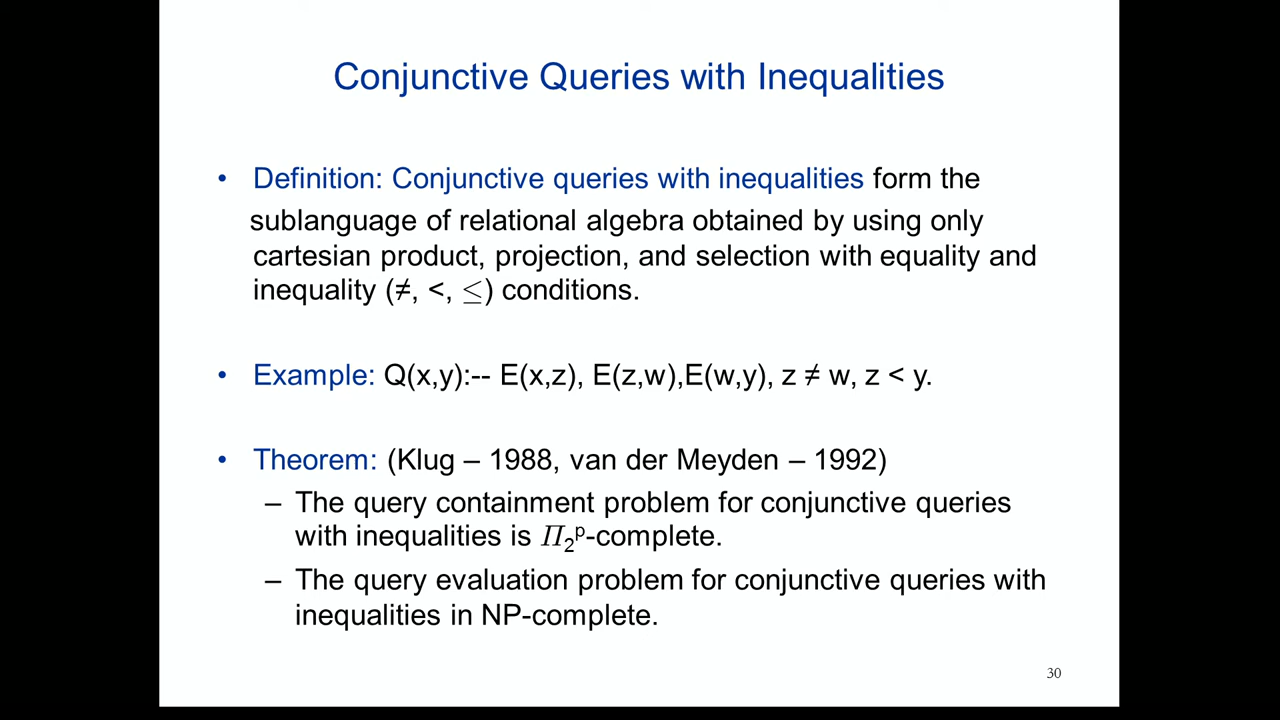 Conjunctive Queries with Inequalities
• Definition: Conjunctive queries with inequalities form the
sublanguage of relational algebra obtained by using only
cartesian product, projection, and selection with equality and
inequality (≠, <, ≤) conditions.
• Example: Q(x,y):-- E(x,z), E(z,w),E(w,y), z ≠ w, z < y.
• Theorem: (Klug – 1988, van der Meyden – 1992)
– The query containment problem for conjunctive queries
with inequalities is Π₂ᵖ-complete.
– The query evaluation problem for conjunctive queries with
inequalities in NP-complete.
30